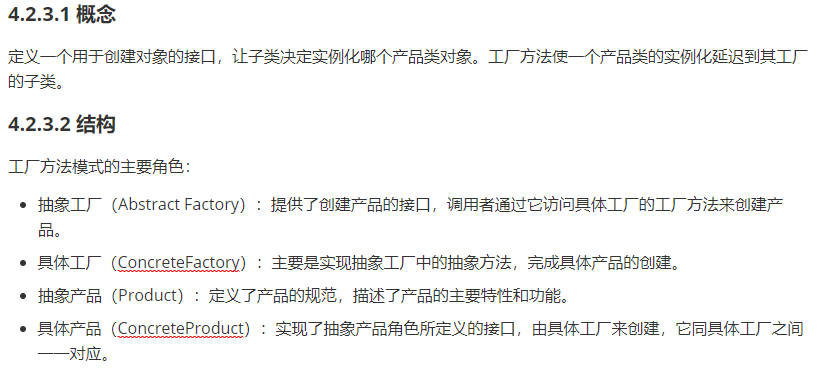 4.2.3.1 概念
定义一个用于创建对象的接口，让子类决定实例化哪个产品类对象。工厂方法使一个产品类的实例化延迟到其工厂
的子类。
4.2.3.2 结构
工厂方法模式的主要角色：
• 抽象工厂（Abstract Factory）：提供了创建产品的接口，调用者通过它访问具体工厂的工厂方法来创建产
品。
• 具体工厂（ConcreteFactory）：主要是实现抽象工厂中的抽象方法，完成具体产品的创建。
• 抽象产品（Product）：定义了产品的规范，描述了产品的主要特性和功能。
• 具体产品（ConcreteProduct）：实现了抽象产品角色所定义的接口，由具体工厂来创建，它同具体工厂之间
一一对应。